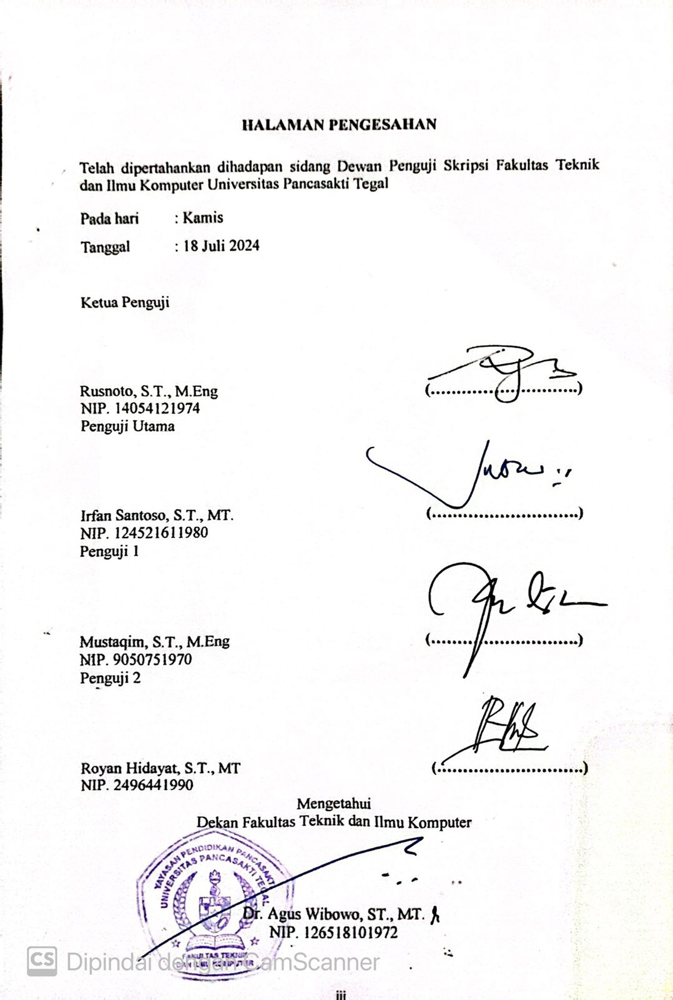 HALAMAN PENGESAHAN
Telah dipertahankan dihadapan sidang Dewan Penguji Skripsi Fakultas Teknik
dan Ilmu Komputer Universitas Pancasakti Tegal
Pada hari : Kamis
Tanggal : 18 Juli 2024
Ketua Penguji
Rusnoto, S.T., M.Eng (............................)
NIP. 14054121974
Penguji Utama
Irfan Santoso, S.T., MT. (............................)
NIP. 124521611980
Penguji 1
Mustaqim, S.T., M.Eng (............................)
NIP. 9050751970
Penguji 2
Royan Hidayat, S.T., MT (............................)
NIP. 2496441990
Mengetahui
Dekan Fakultas Teknik dan Ilmu Komputer
YAYASAN PENDIDIKAN PANCASAKTI
UNIVERSITAS PANCASAKTI TEGAL
Dr. Agus Wibowo, ST., MT.
NIP. 126518101972
FAKULTAS TEKNIK
DAN ILMU KOMPUTER
CS Dipindai dengan CamScanner
iii